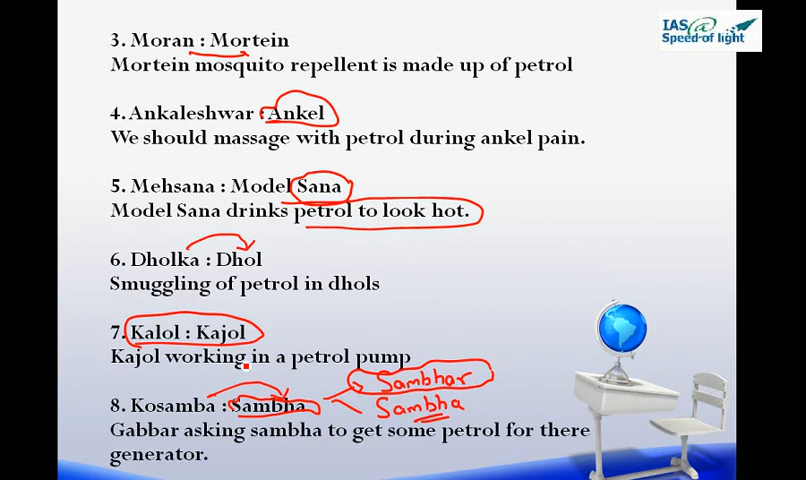 IAS@
Speed of light
3. Moran : Mortein
Mortein mosquito repellent is made up of petrol
4. Ankaleshwar : Ankel
We should massage with petrol during ankel pain.
5. Mehsana : Model Sana
Model Sana drinks petrol to look hot.
6. Dholka : Dhol
Smuggling of petrol in dhols
7. Kalol : Kajol
Kajol working in a petrol pump
Sambhar
8. Kosamba : Sambha
Sambha
Gabbar asking sambha to get some petrol for there
generator.